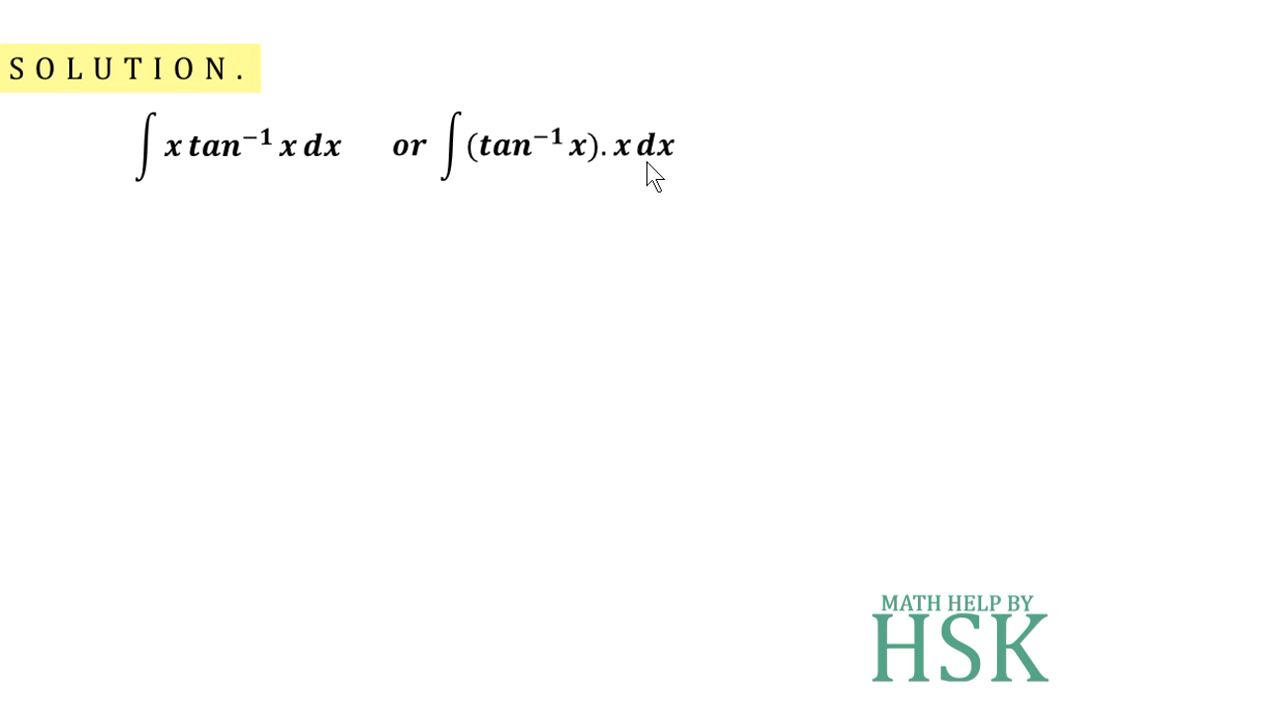 SOLUTION.
∫ x tan⁻¹ x dx or ∫ (tan⁻¹ x). x dx
MATH HELP BY
HSK